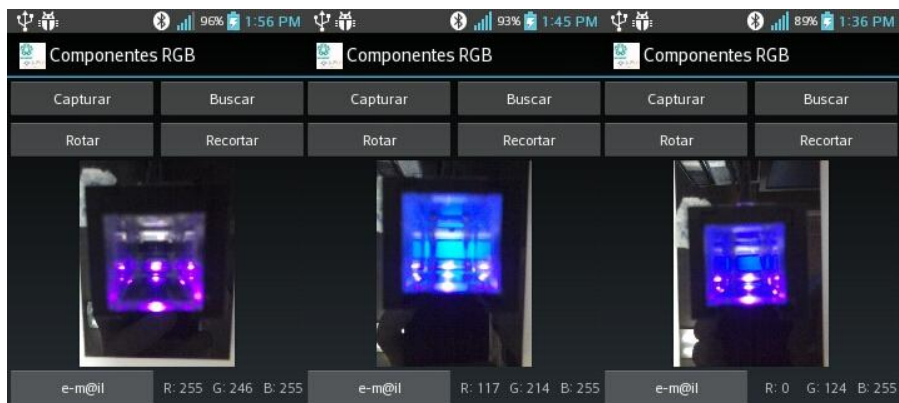 96% 1:56 PM
Componentes RGB
Capturar Buscar
Rotar Recortar
e-m@il R: 255 G: 246 B: 255
93% 1:45 PM
Componentes RGB
Capturar Buscar
Rotar Recortar
e-m@il R: 117 G: 214 B: 255
89% 1:36 PM
Componentes RGB
Capturar Buscar
Rotar Recortar
e-m@il R: 0 G: 124 B: 255